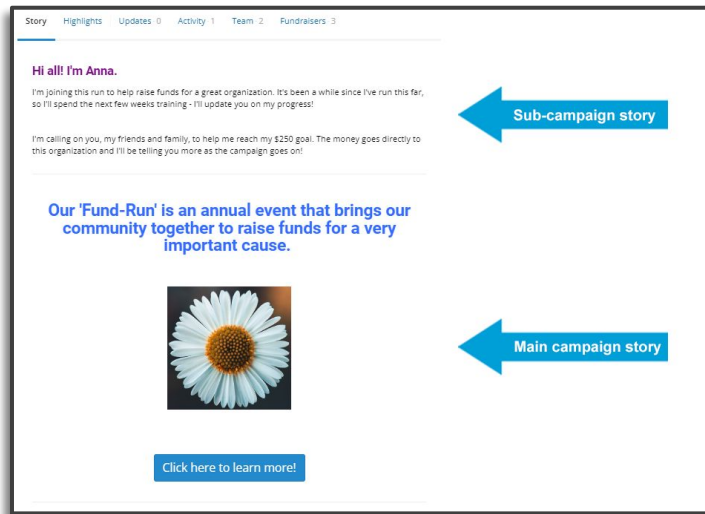 Story Highlights Updates 0 Activity 1 Team 2 Fundraisers 3
Hi all! I'm Anna.
I'm joining this run to help raise funds for a great organization. It's been a while since I've run this far,
so I'll spend the next few weeks training - I'll update you on my progress!
Sub-campaign story
I'm calling on you, my friends and family, to help me reach my $250 goal. The money goes directly to
this organization and I'll be telling you more as the campaign goes on!
Our 'Fund-Run' is an annual event that brings our
community together to raise funds for a very
important cause.
Main campaign story
Click here to learn more!